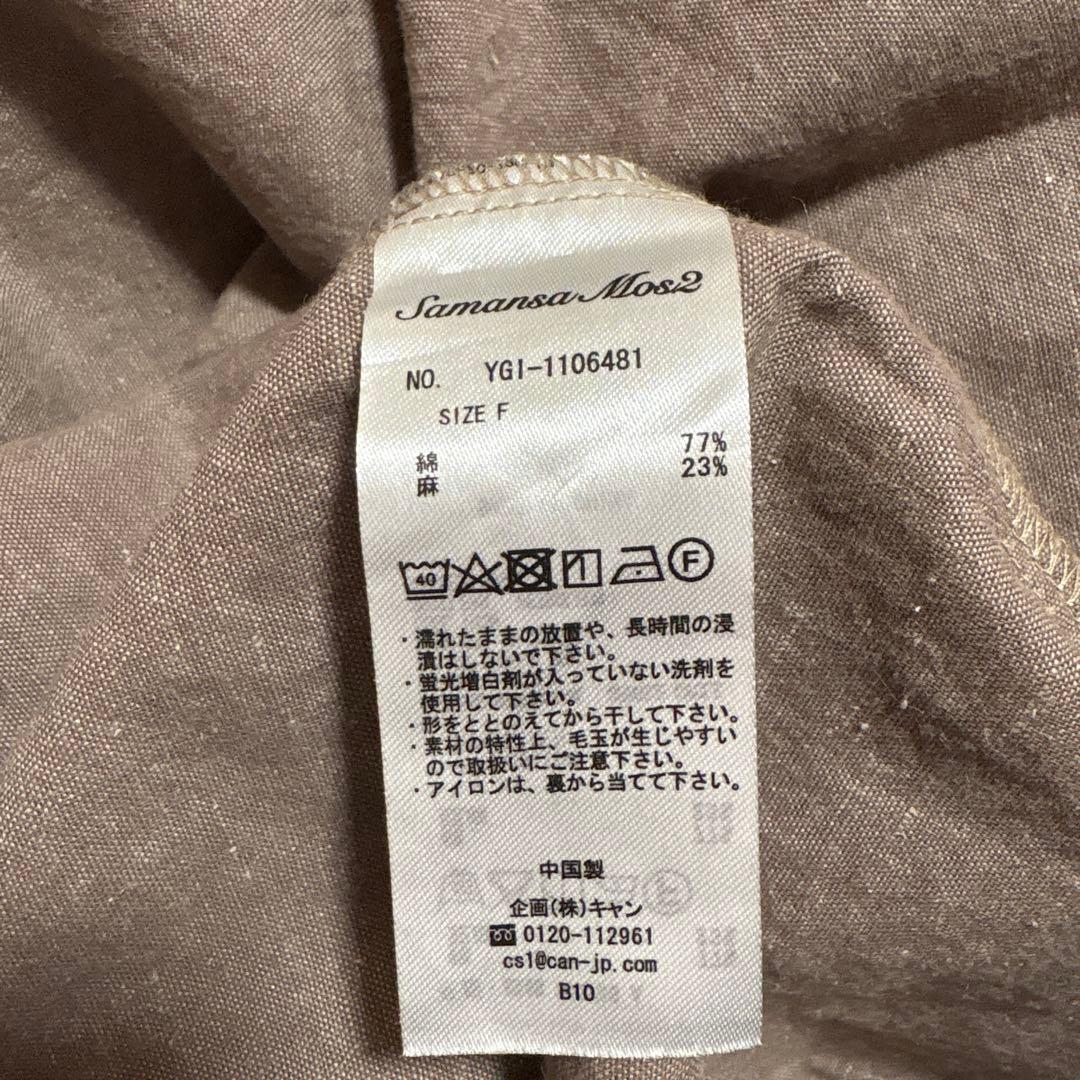 Samansa Mos2
NO. YGI-1106481
SIZE F
綿 77%
麻 23%
40 F
・濡れたままの放置や、長時間の浸
漬はしないで下さい。
・蛍光増白剤が入っていない洗剤を
使用して下さい。
・形をととのえてから干して下さい。
・素材の特性上、毛玉が生じやすい
ので取扱いにご注意下さい。
・アイロンは、裏から当てて下さい。
中国製
企画(株)キャン
0120-112961
cs1@can-jp.com
B10